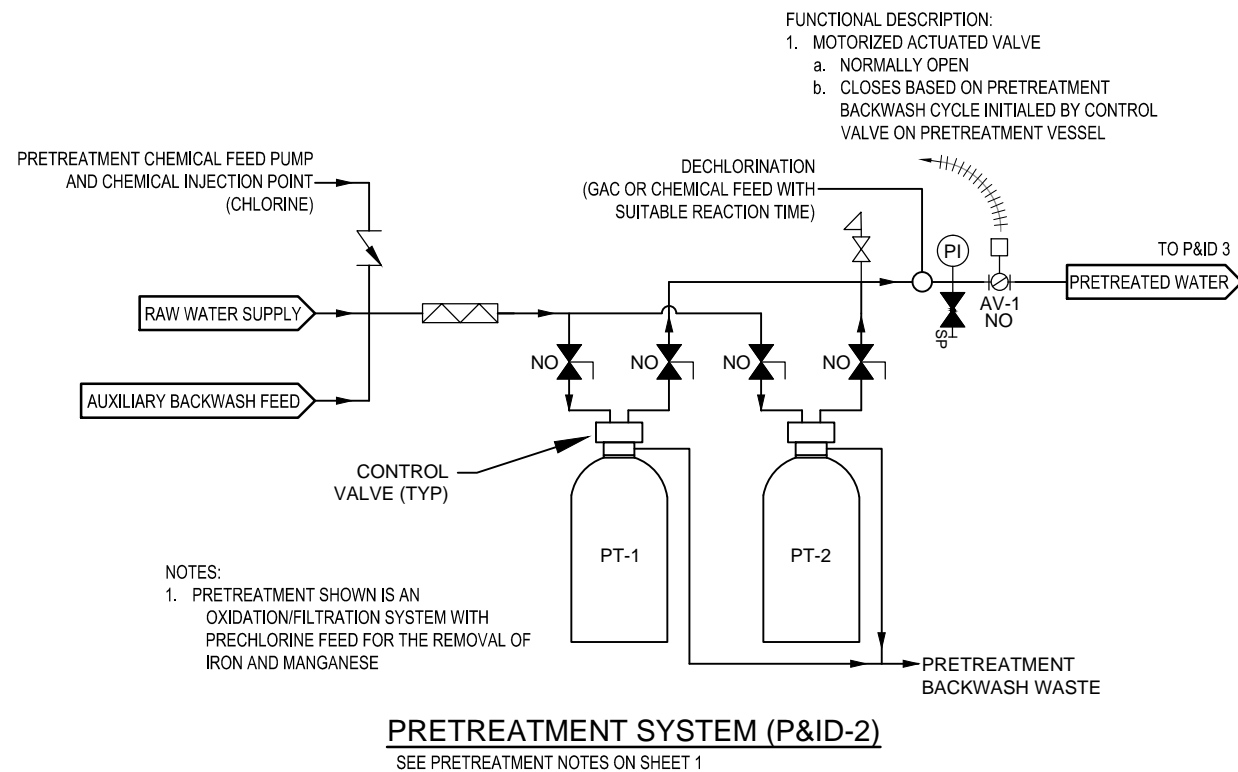 FUNCTIONAL DESCRIPTION:
1. MOTORIZED ACTUATED VALVE
a. NORMALLY OPEN
b. CLOSES BASED ON PRETREATMENT
BACKWASH CYCLE INITIALED BY CONTROL
VALVE ON PRETREATMENT VESSEL
PRETREATMENT CHEMICAL FEED PUMP
AND CHEMICAL INJECTION POINT
(CHLORINE)
DECHLORINATION
(GAC OR CHEMICAL FEED WITH
SUITABLE REACTION TIME)
PI
TO P&ID 3
PRETREATED WATER
AV-1
NO
SP
RAW WATER SUPPLY
NO
NO
NO
NO
AUXILIARY BACKWASH FEED
CONTROL
VALVE (TYP)
PT-1
PT-2
NOTES:
1. PRETREATMENT SHOWN IS AN
OXIDATION/FILTRATION SYSTEM WITH
PRECHLORINE FEED FOR THE REMOVAL OF
IRON AND MANGANESE
PRETREATMENT
BACKWASH WASTE
PRETREATMENT SYSTEM (P&ID-2)
SEE PRETREATMENT NOTES ON SHEET 1